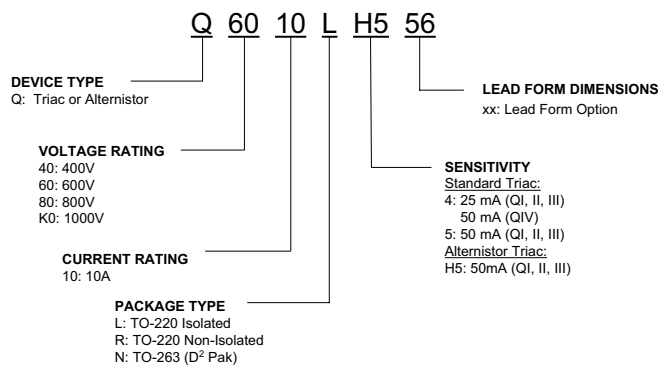 Q 60 10 L H5 56
DEVICE TYPE
Q: Triac or Alternistor
VOLTAGE RATING
40: 400V
60: 600V
80: 800V
K0: 1000V
CURRENT RATING
10: 10A
PACKAGE TYPE
L: TO-220 Isolated
R: TO-220 Non-Isolated
N: TO-263 (D² Pak)
LEAD FORM DIMENSIONS
xx: Lead Form Option
SENSITIVITY
Standard Triac:
4: 25 mA (QI, II, III)
50 mA (QIV)
5: 50 mA (QI, II, III)
Alternistor Triac:
H5: 50mA (QI, II, III)